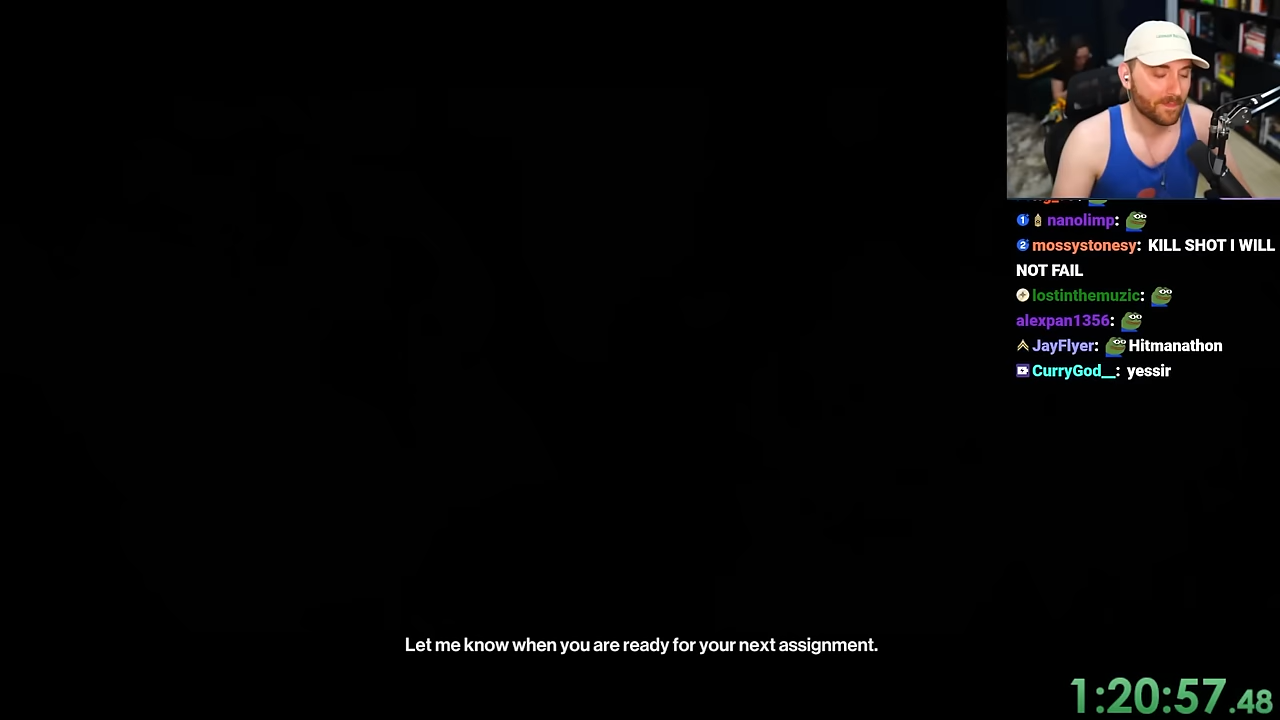 nanolimp:
mossystonesy: KILL SHOT I WILL
NOT FAIL
lostinthemuzic:
alexpan1356:
JayFlyer: Hitmanathon
CurryGod__: yessir
Let me know when you are ready for your next assignment.
1:20:57.48